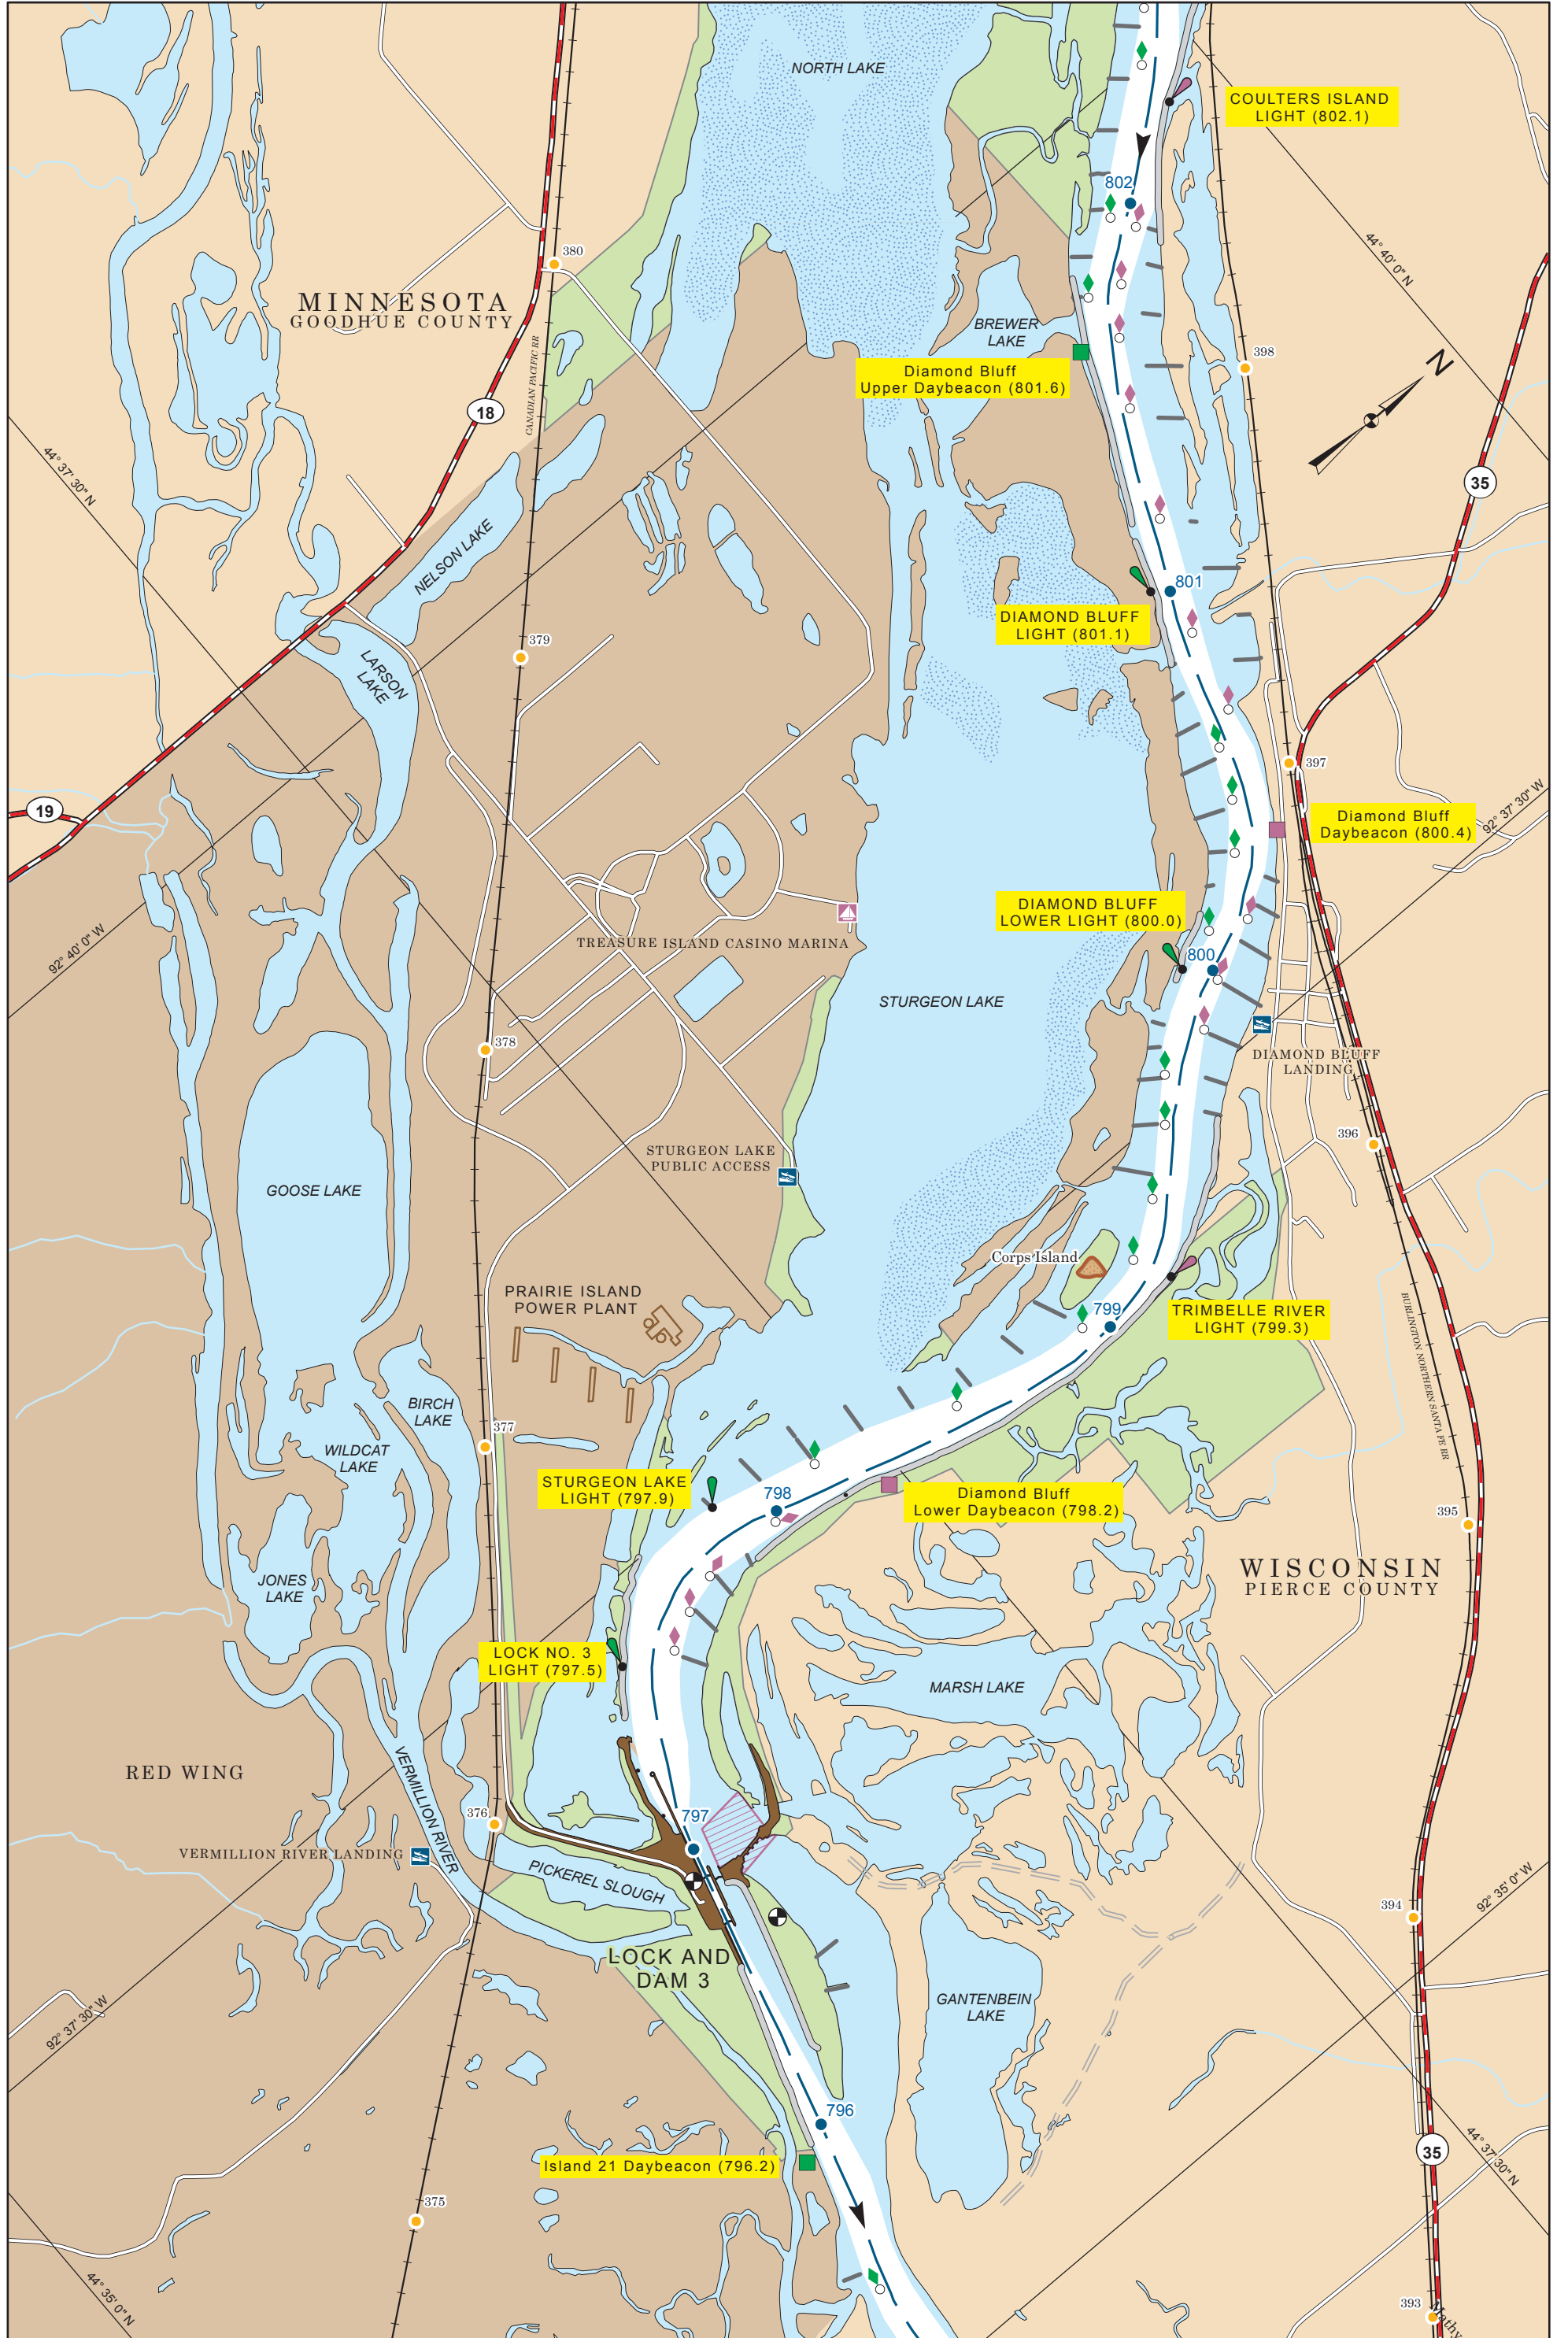 NORTH LAKE
COULTERS ISLAND
LIGHT (802.1)
802
44° 40' 0" N
380
MINNESOTA
GOODHUE COUNTY
BREWER
LAKE
CANADIAN PACIFIC RR
398
N
Diamond Bluff
Upper Daybeacon (801.6)
18
44° 37' 30" N
35
NELSON LAKE
801
DIAMOND BLUFF
LIGHT (801.1)
379
LARSON
LAKE
397
19
Diamond Bluff
Daybeacon (800.4)
92° 37' 30" W
DIAMOND BLUFF
LOWER LIGHT (800.0)
92° 40' 0" W
TREASURE ISLAND CASINO MARINA
800
STURGEON LAKE
378
DIAMOND BLUFF
LANDING
396
STURGEON LAKE
PUBLIC ACCESS
GOOSE LAKE
Corps Island
PRAIRIE ISLAND
POWER PLANT
799
TRIMBELLE RIVER
LIGHT (799.3)
BURLINGTON NORTHERN SANTA FE RR
BIRCH
LAKE
377
WILDCAT
LAKE
STURGEON LAKE
LIGHT (797.9)
798
Diamond Bluff
Lower Daybeacon (798.2)
395
WISCONSIN
PIERCE COUNTY
JONES
LAKE
LOCK NO. 3
LIGHT (797.5)
MARSH LAKE
RED WING
VERMILLION RIVER
376
797
VERMILLION RIVER LANDING
PICKEREL SLOUGH
92° 35' 0" W
394
LOCK AND
DAM 3
GANTENBEIN
LAKE
92° 37' 30" W
796
35
44° 37' 30" N
Island 21 Daybeacon (796.2)
375
44° 35' 0" N
393